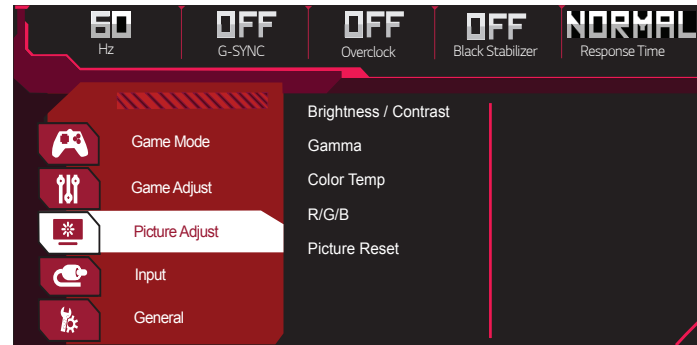 60 OFF OFF OFF NORMAL
Hz G-SYNC Overclock Black Stabilizer Response Time
Brightness / Contrast
Game Mode
Gamma
Game Adjust
Color Temp
R/G/B
Picture Adjust
Picture Reset
Input
General